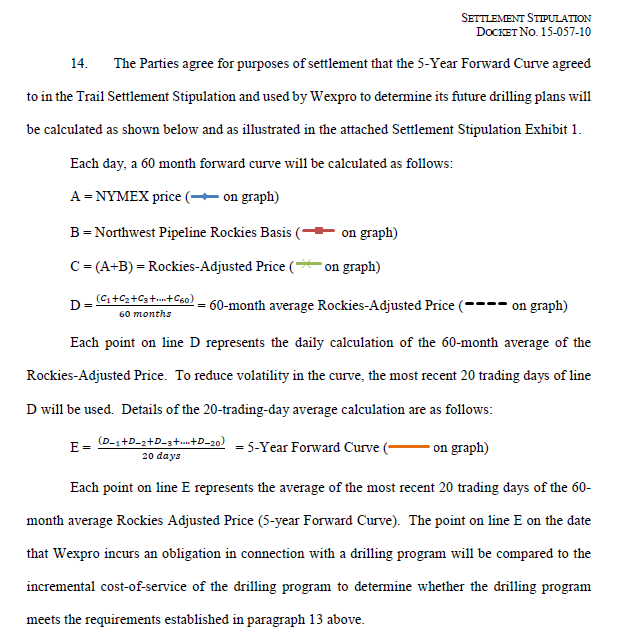 SETTLEMENT STIPULATION
DOCKET NO. 15-057-10
14. The Parties agree for purposes of settlement that the 5-Year Forward Curve agreed
to in the Trail Settlement Stipulation and used by Wexpro to determine its future drilling plans will
be calculated as shown below and as illustrated in the attached Settlement Stipulation Exhibit 1.
Each day, a 60 month forward curve will be calculated as follows:
A = NYMEX price ( on graph)
B = Northwest Pipeline Rockies Basis ( on graph)
C = (A+B) = Rockies-Adjusted Price ( on graph)
D = (C₁+C₂+C₃+....+C₆₀) / 60 months = 60-month average Rockies-Adjusted Price (---- on graph)
Each point on line D represents the daily calculation of the 60-month average of the
Rockies-Adjusted Price. To reduce volatility in the curve, the most recent 20 trading days of line
D will be used. Details of the 20-trading-day average calculation are as follows:
E = (D₋₁+D₋₂+D₋₃+....+D₋₂₀) / 20 days = 5-Year Forward Curve ( on graph)
Each point on line E represents the average of the most recent 20 trading days of the 60-
month average Rockies Adjusted Price (5-year Forward Curve). The point on line E on the date
that Wexpro incurs an obligation in connection with a drilling program will be compared to the
incremental cost-of-service of the drilling program to determine whether the drilling program
meets the requirements established in paragraph 13 above.